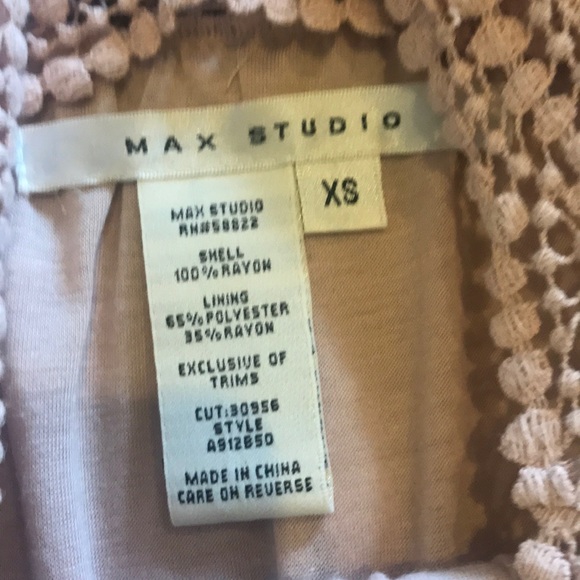 MAX STUDIO
XS
MAX STUDIO
RN#58822
SHELL
100%RAYON
LINING
65%POLYESTER
35%RAYON
EXCLUSIVE OF
TRIMS
CUT:30956
STYLE
A912B50
MADE IN CHINA
CARE ON REVERSE